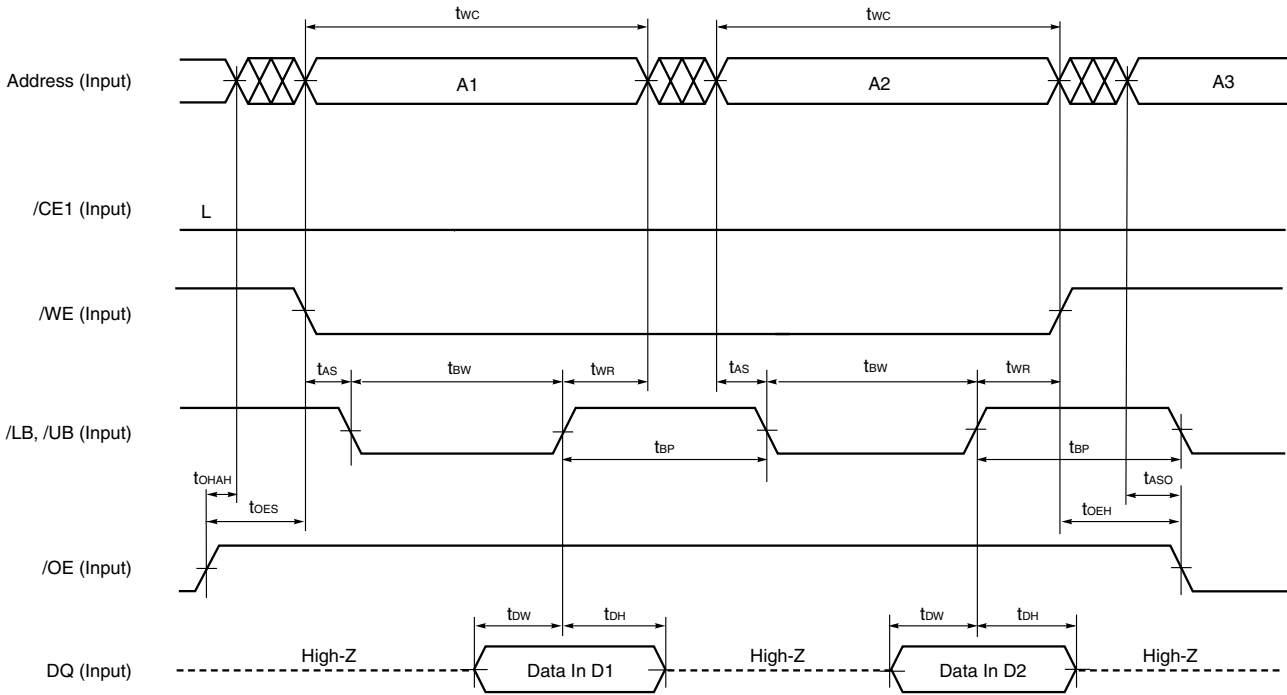 tWC tWC
Address (Input) A1 A2 A3
/CE1 (Input) L
/WE (Input)
tAS tBW tWR tAS tBW tWR
/LB, /UB (Input)
tBP tBP
tOHAH tASO
tOES tOEH
/OE (Input)
tDW tDH tDW tDH
DQ (Input) High-Z Data In D1 High-Z Data In D2 High-Z